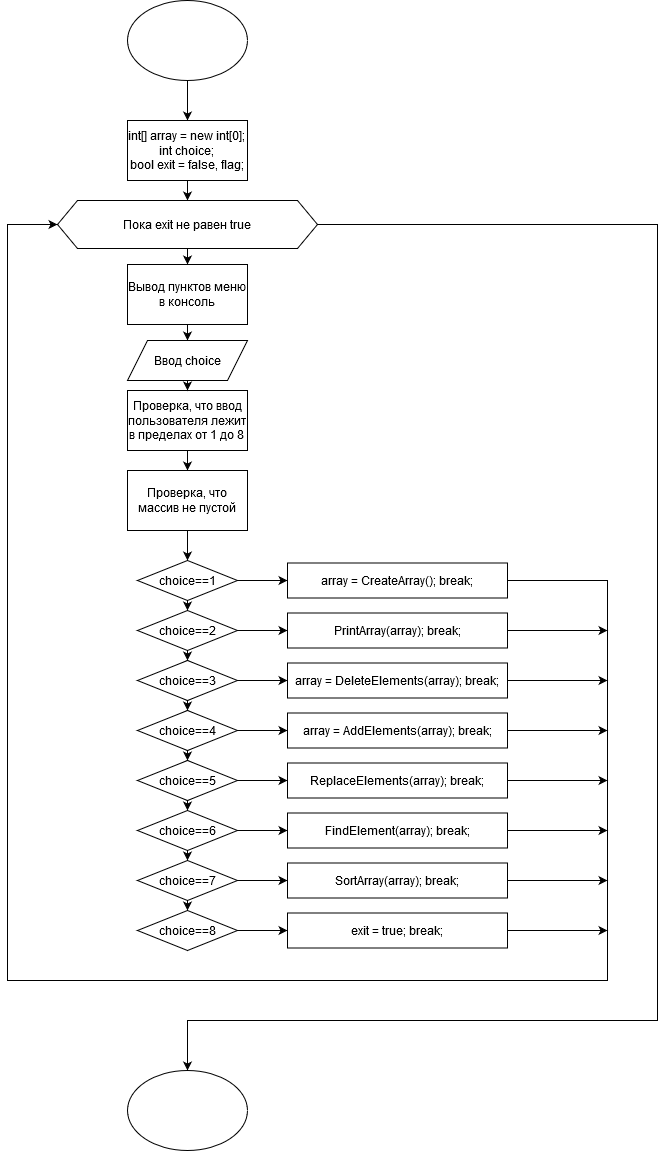 int[] array = new int[0];
int choice;
bool exit = false, flag;
Пока exit не равен true
Вывод пунктов меню
в консоль
Ввод choice
Проверка, что ввод
пользователя лежит
в пределах от 1 до 8
Проверка, что
массив не пустой
choice==1
array = CreateArray(); break;
choice==2
PrintArray(array); break;
choice==3
array = DeleteElements(array); break;
choice==4
array = AddElements(array); break;
choice==5
ReplaceElements(array); break;
choice==6
FindElement(array); break;
choice==7
SortArray(array); break;
choice==8
exit = true; break;